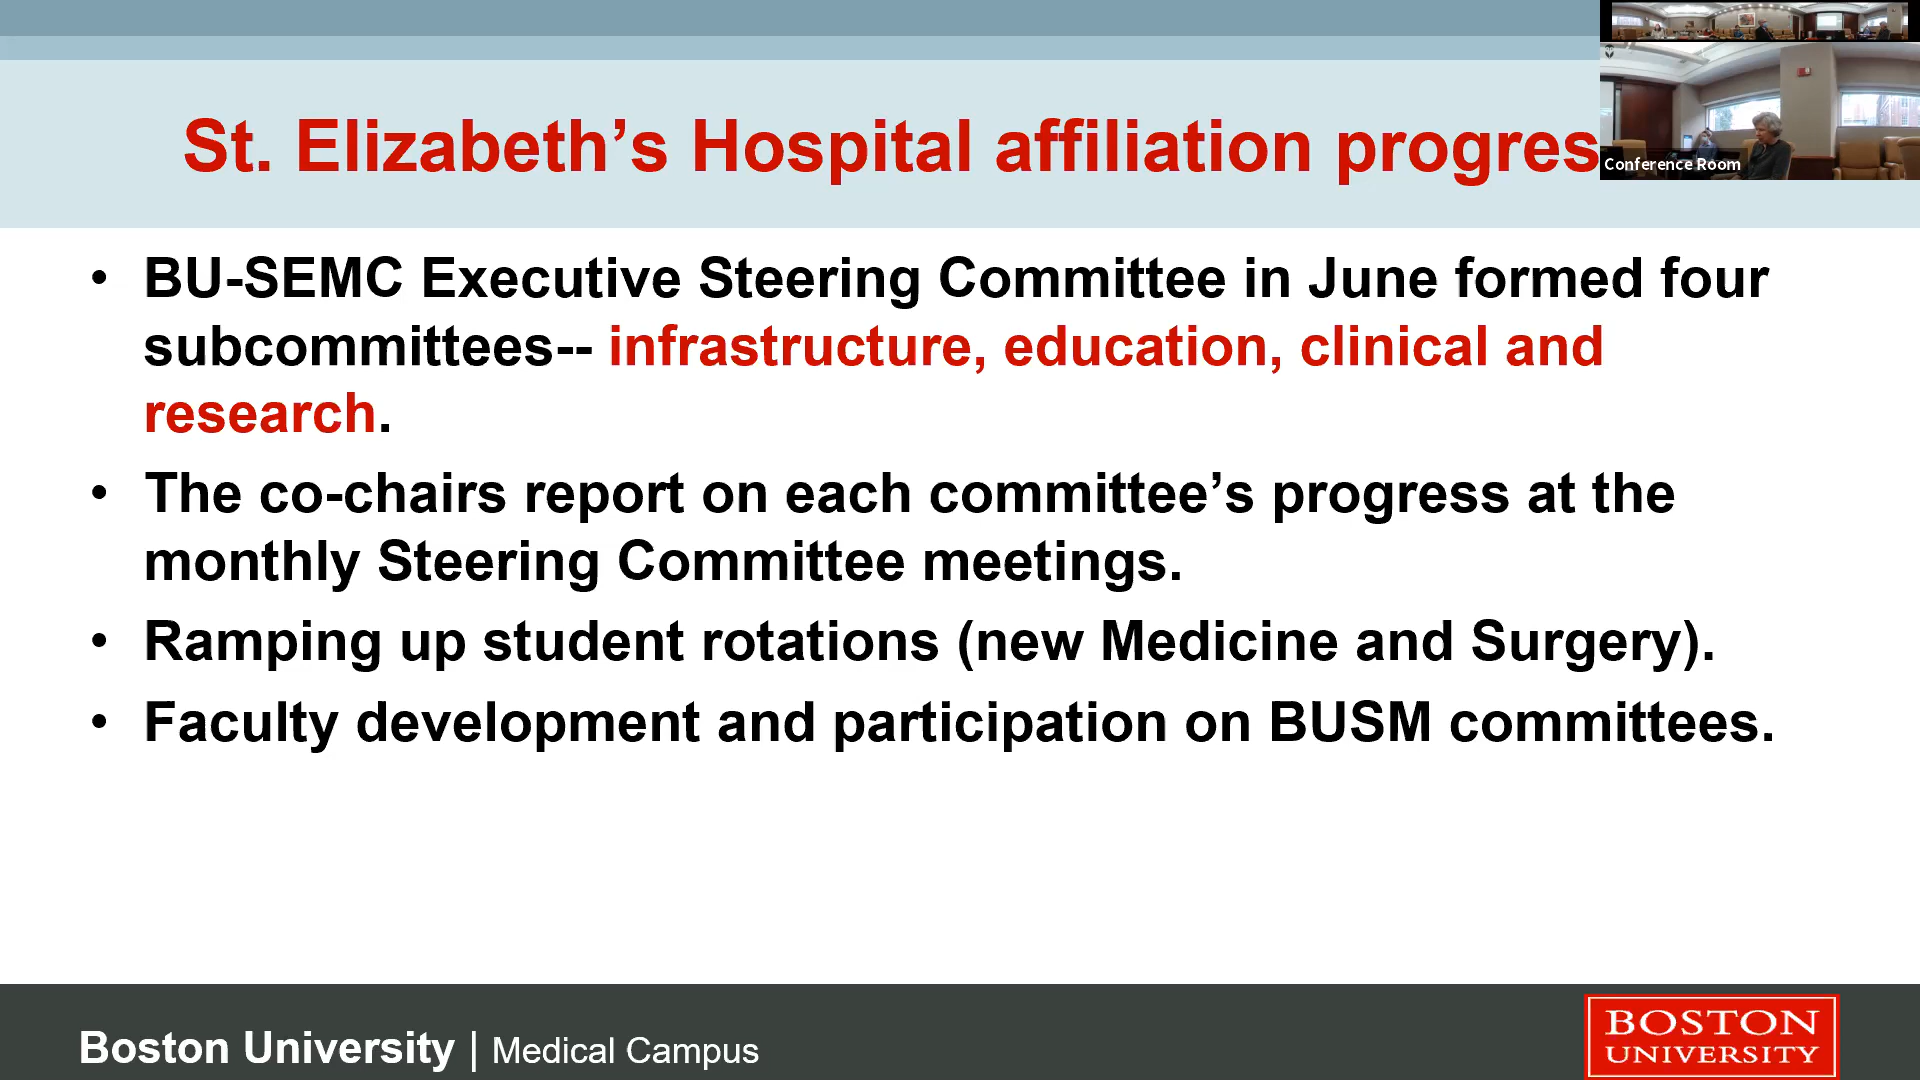 St. Elizabeth’s Hospital affiliation progres
Conference Room
• BU-SEMC Executive Steering Committee in June formed four
subcommittees-- infrastructure, education, clinical and
research.
• The co-chairs report on each committee’s progress at the
monthly Steering Committee meetings.
• Ramping up student rotations (new Medicine and Surgery).
• Faculty development and participation on BUSM committees.
Boston University | Medical Campus
BOSTON
UNIVERSITY